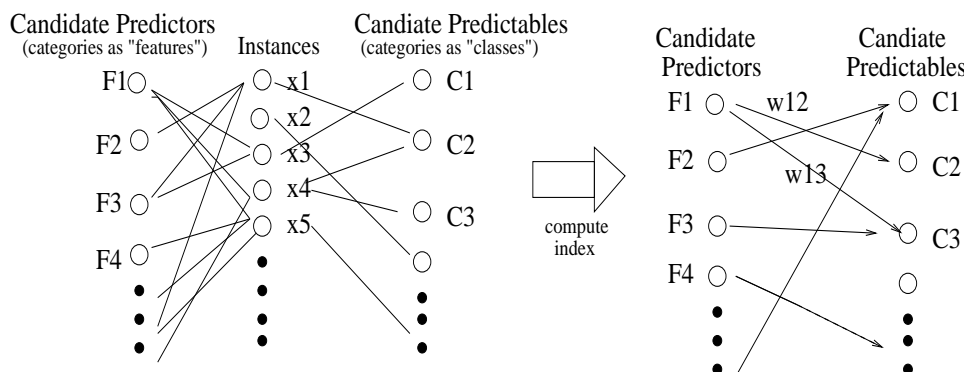 Candidate Predictors
(categories as "features")
Instances
Candiate Predictables
(categories as "classes")
F1
F2
F3
F4
x1
x2
x3
x4
x5
C1
C2
C3
compute
index
Candidate
Predictors
Candiate
Predictables
F1
F2
F3
F4
w12
w13
C1
C2
C3